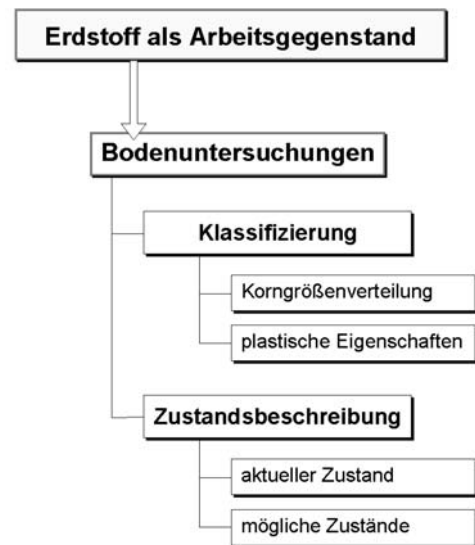 Erdstoff als Arbeitsgegenstand
Bodenuntersuchungen
Klassifizierung
Korngrößenverteilung
plastische Eigenschaften
Zustandsbeschreibung
aktueller Zustand
mögliche Zustände